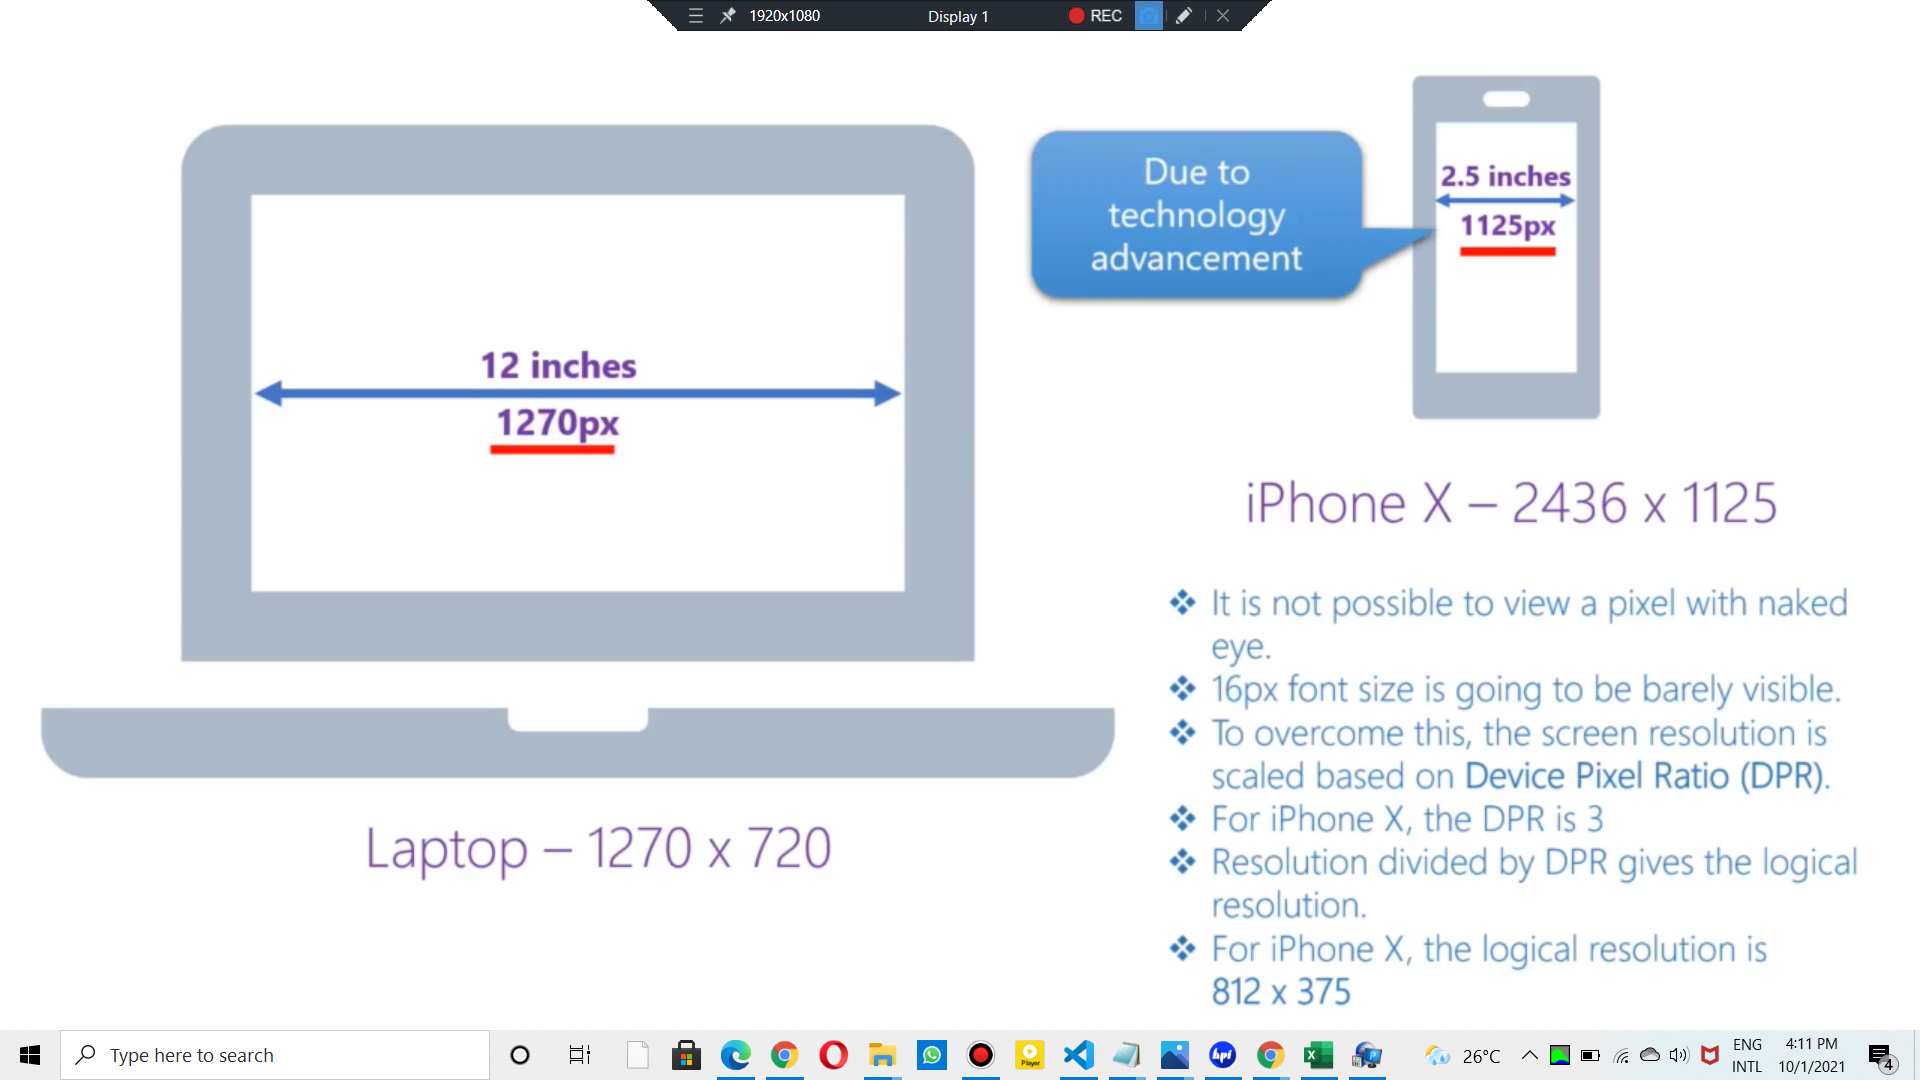 1920x1080
Display 1
REC
Due to
technology
advancement
2.5 inches
1125px
12 inches
1270px
iPhone X – 2436 x 1125
It is not possible to view a pixel with naked
eye.
16px font size is going to be barely visible.
To overcome this, the screen resolution is
scaled based on Device Pixel Ratio (DPR).
For iPhone X, the DPR is 3
Resolution divided by DPR gives the logical
resolution.
For iPhone X, the logical resolution is
812 x 375
Laptop – 1270 x 720
Type here to search
Player
hpi
26°C
ENG
INTL
4:11 PM
10/1/2021
4